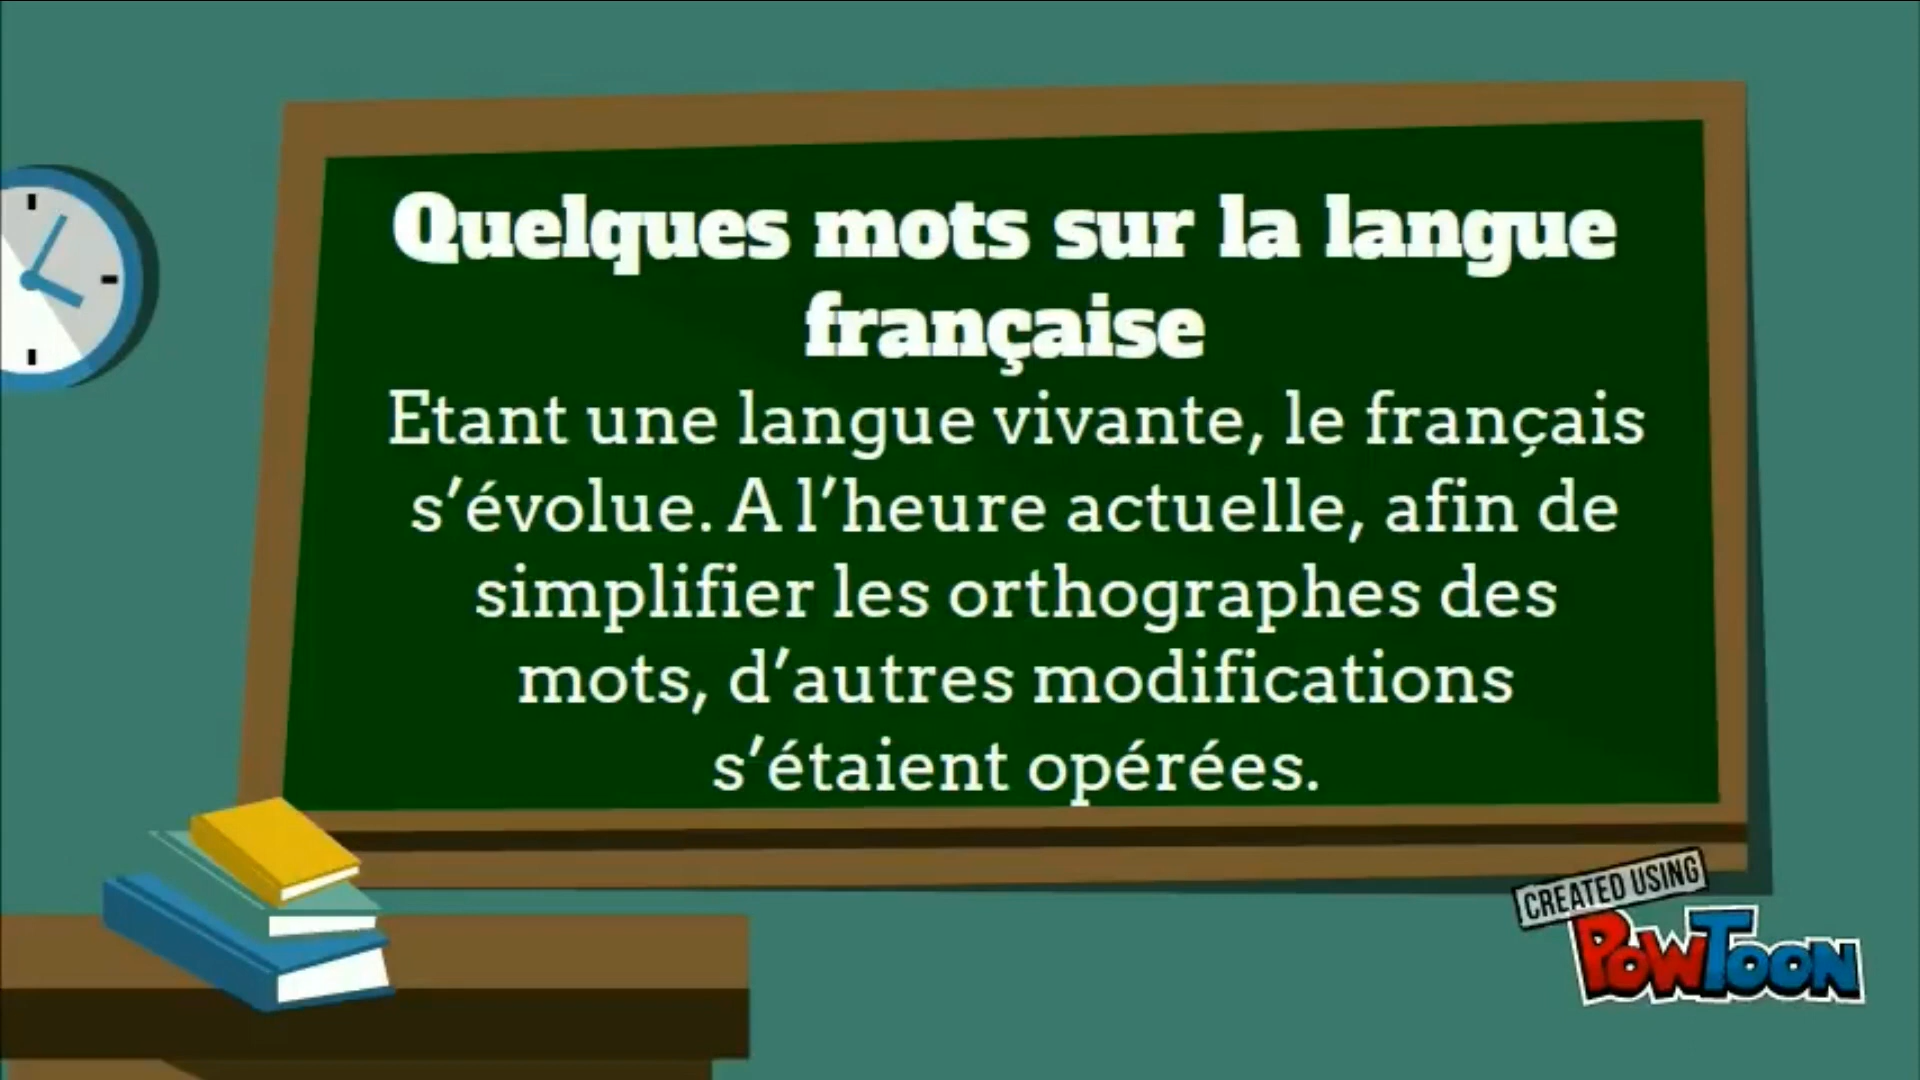 Quelques mots sur la langue
française
Etant une langue vivante, le français
s’évolue. A l’heure actuelle, afin de
simplifier les orthographes des
mots, d’autres modifications
s’étaient opérées.
CREATED USING
POWTOON